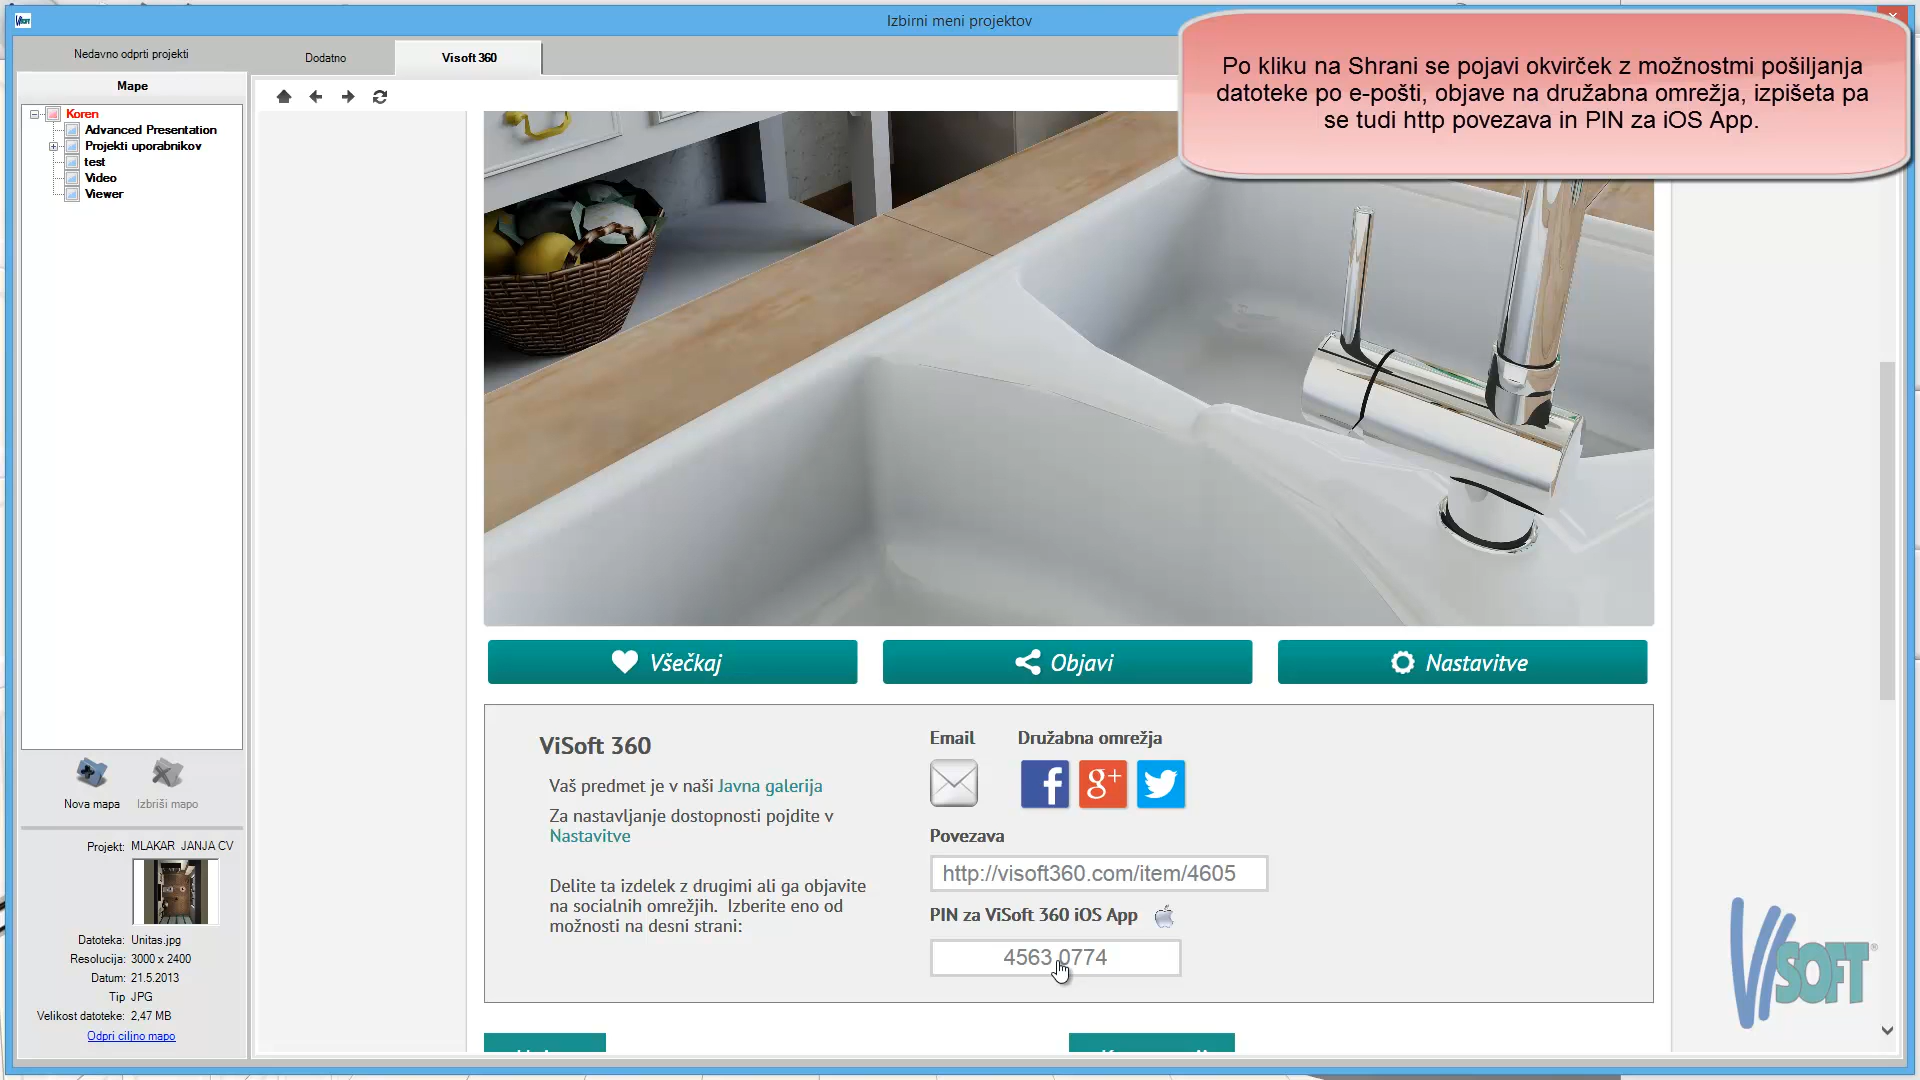 Izbirni meni projektov
Po kliku na Shrani se pojavi okvirček z možnostmi pošiljanja
datoteke po e-pošti, objave na družabna omrežja, izpišeta pa
se tudi http povezava in PIN za iOS App.
Nedavno odprti projekti
Dodatno
Visoft 360
Mape
Koren
Advanced Presentation
Projekti uporabnikov
test
Video
Viewer
Nova mapa
Izbriši mapo
Projekt: MLAKAR JANJA CV
Datoteka: Unitas.jpg
Resolucija: 3000 x 2400
Datum: 21.5.2013
Tip JPG
Velikost datoteke: 2,47 MB
Odpri ciljno mapo
Všečkaj
Objavi
Nastavitve
ViSoft 360
Vaš predmet je v naši Javna galerija
Za nastavljanje dostopnosti pojdite v
Nastavitve
Delite ta izdelek z drugimi ali ga objavite
na socialnih omrežjih. Izberite eno od
možnosti na desni strani:
Email
Družabna omrežja
Povezava
http://visoft360.com/item/4605
PIN za ViSoft 360 iOS App
4563 0774
ViSOFT